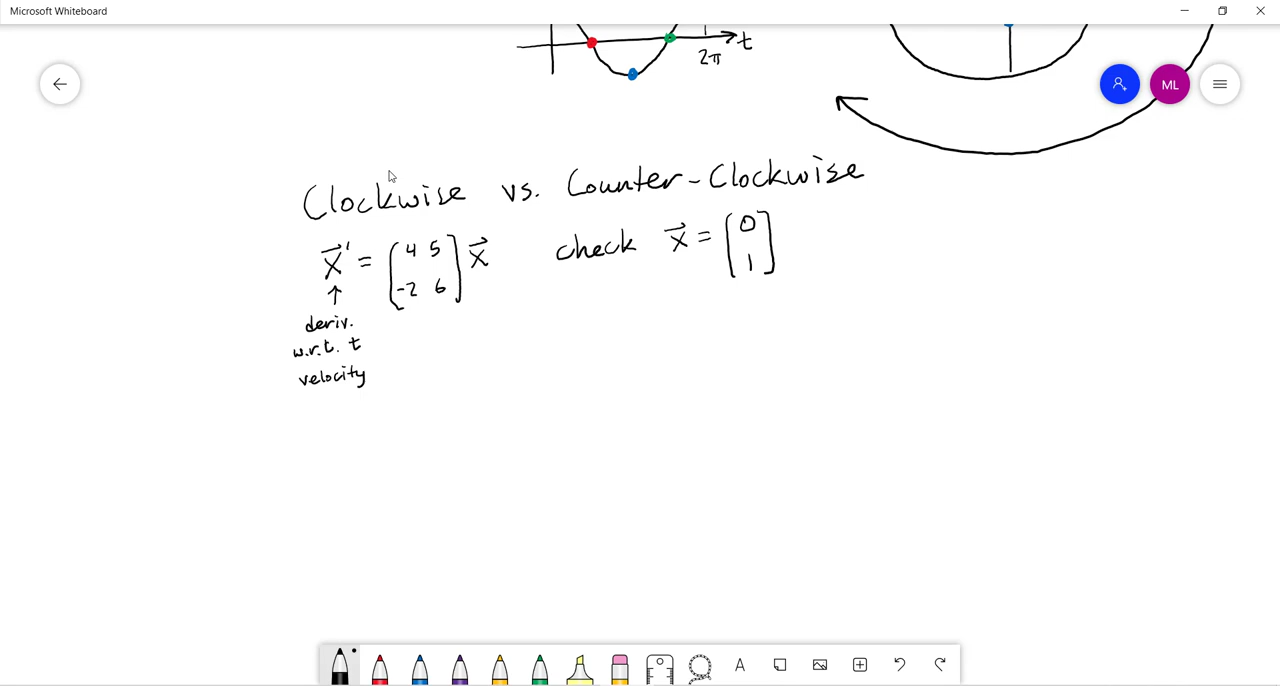 Microsoft Whiteboard
t
2π
ML
Clockwise vs. Counter-Clockwise
x⃗' = [4 5
-2 6] x⃗ check x⃗ = [0
1]
↑
deriv.
w.r.t. t
velocity
A